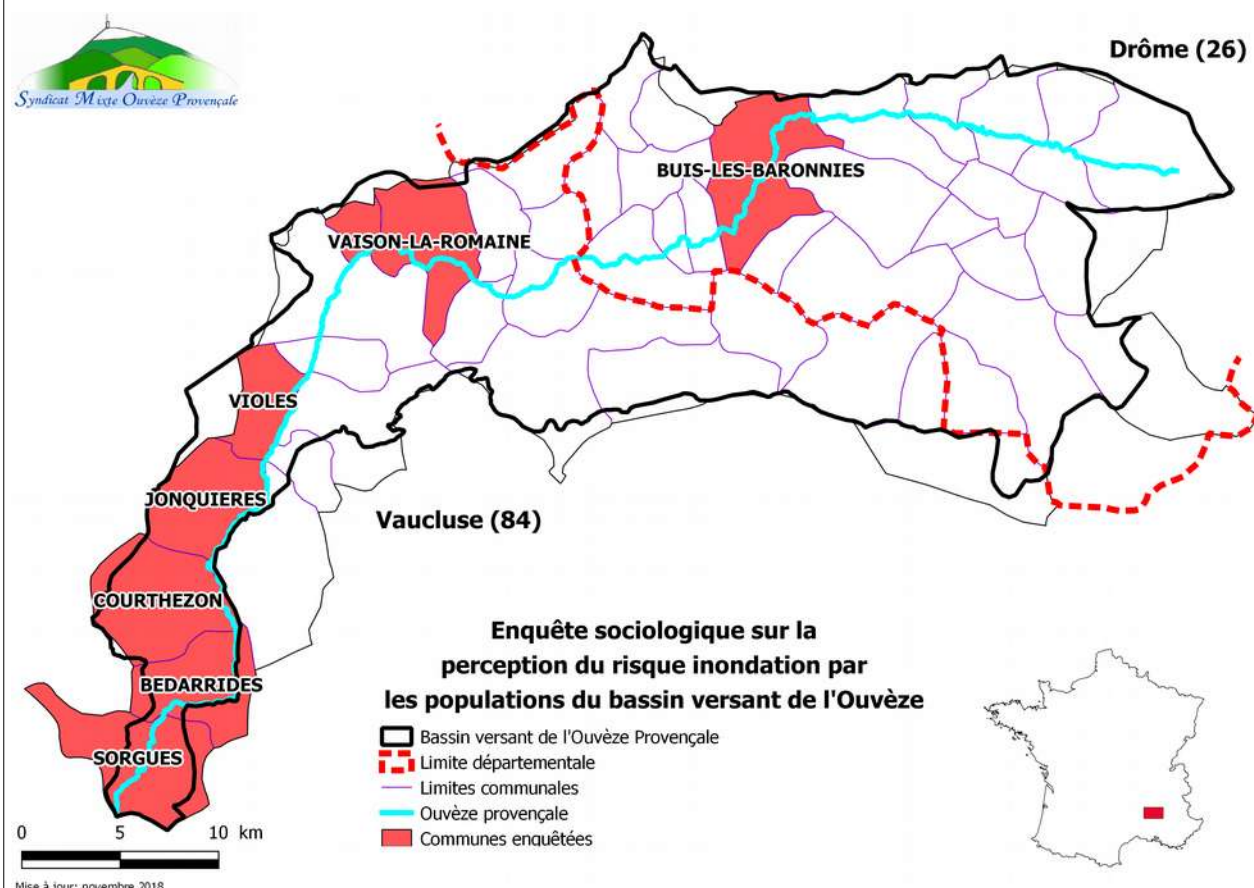 Syndicat Mixte Ouvèze Provençale
Drôme (26)
BUIS-LES-BARONNIES
VAISON-LA-ROMAINE
VIOLES
JONQUIERES
Vaucluse (84)
COURTHEZON
BEDARRIDES
SORGUES
Enquête sociologique sur la
perception du risque inondation par
les populations du bassin versant de l'Ouvèze
Bassin versant de l'Ouvèze Provençale
Limite départementale
Limites communales
Ouvèze provençale
Communes enquêtées
0 5 10 km
Mise à jour: novembre 2018